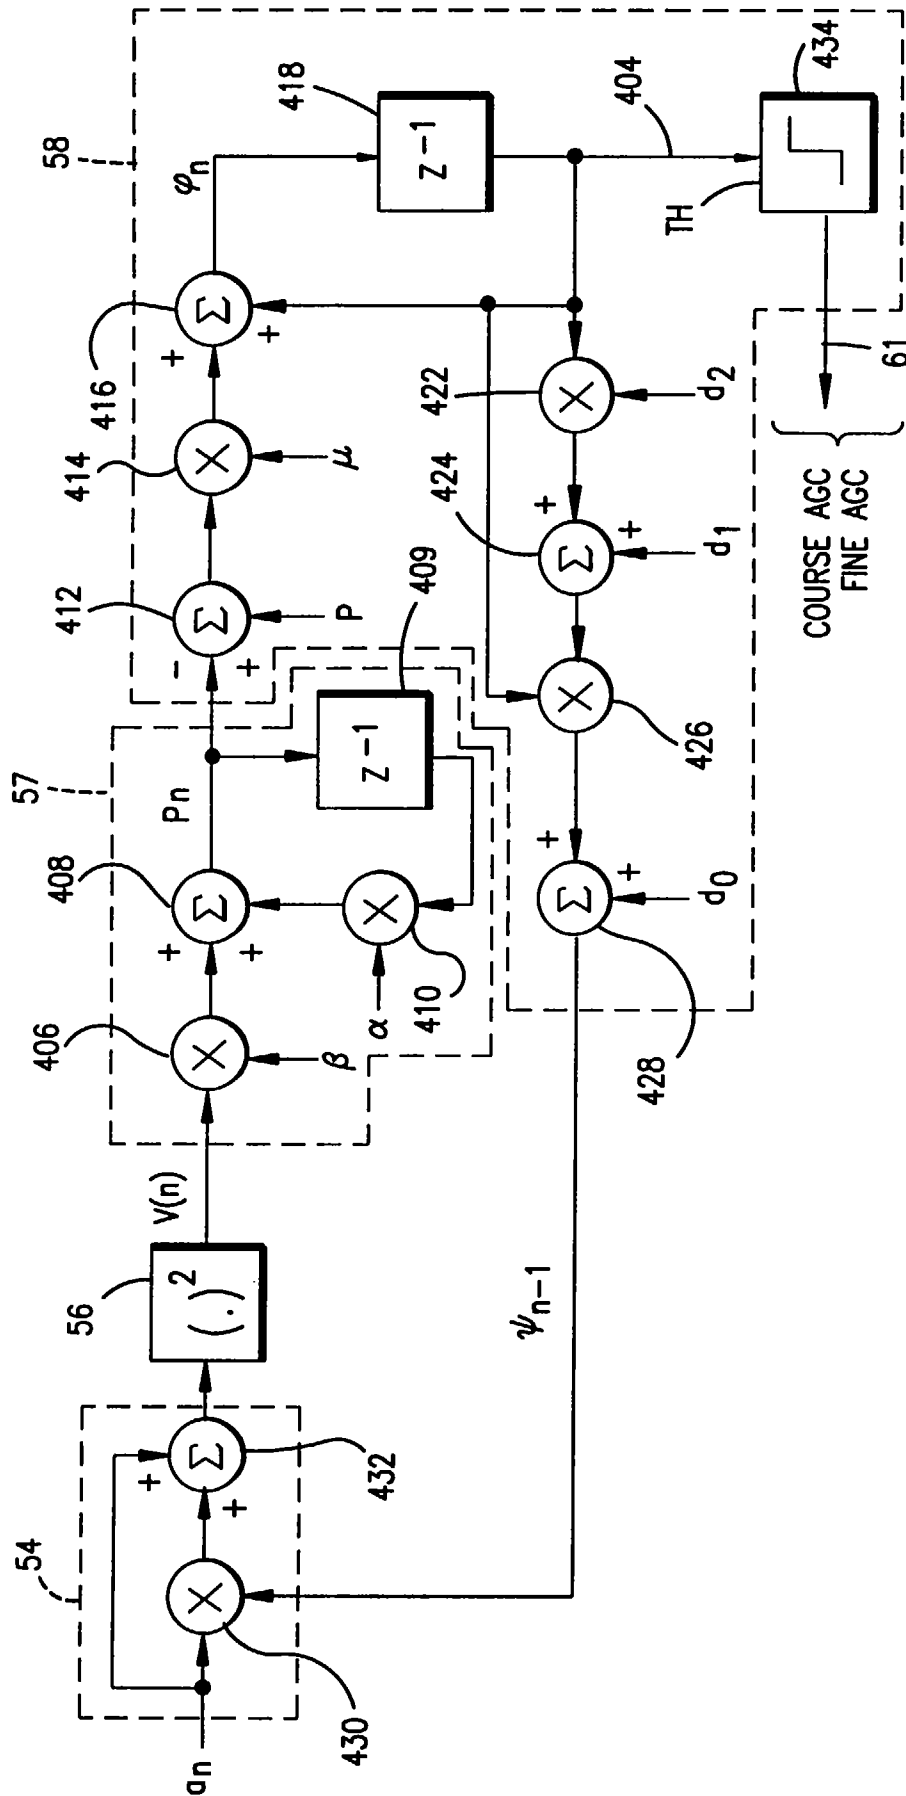 58
φn
418
z −1
404
434
TH
61
COURSE AGC
FINE AGC
416
Σ
+
+
414
X
μ
412
Σ
-
+
P
422
X
d2
424
Σ
+
+
d1
426
X
428
Σ
+
+
d0
57
Pn
409
z −1
408
Σ
+
+
410
X
α
406
X
β
V(n)
56
(.)2
ψn−1
54
432
Σ
+
+
430
X
an